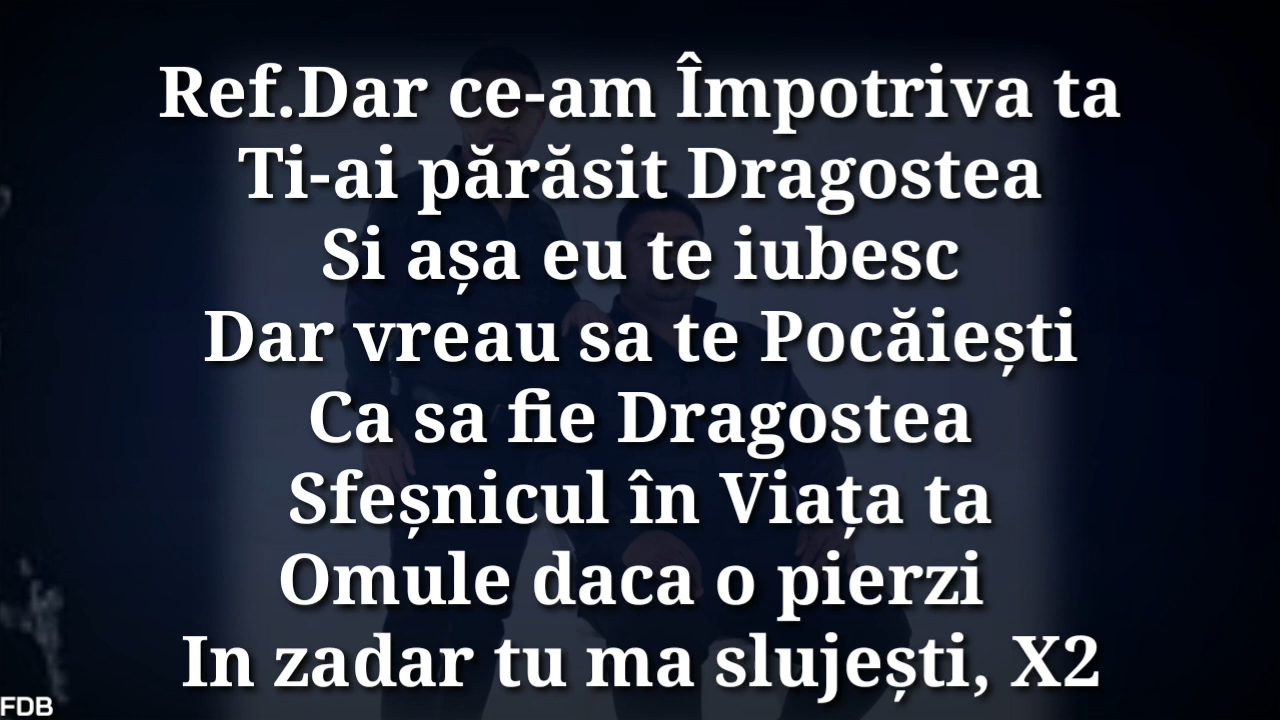 Ref.Dar ce-am Împotriva ta
Ti-ai părăsit Dragostea
Si așa eu te iubesc
Dar vreau sa te Pocăiești
Ca sa fie Dragostea
Sfeșnicul în Viața ta
Omule daca o pierzi
In zadar tu ma slujești, X2
FDB